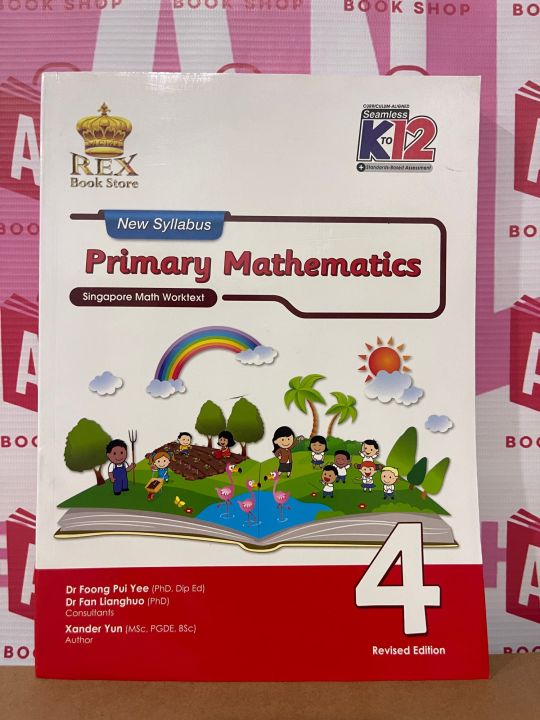 BOOK SHOP
BOOK SHOP
BOOK SHOP
REX
Book Store
CURRICULUM-ALIGNED
Seamless
K TO 12
+Standards-Based Assessment
New Syllabus
Primary Mathematics
Singapore Math Worktext
4
Dr Foong Pui Yee (PhD, Dip Ed)
Dr Fan Lianghuo (PhD)
Consultants
Xander Yun (MSc, PGDE, BSc)
Author
Revised Edition